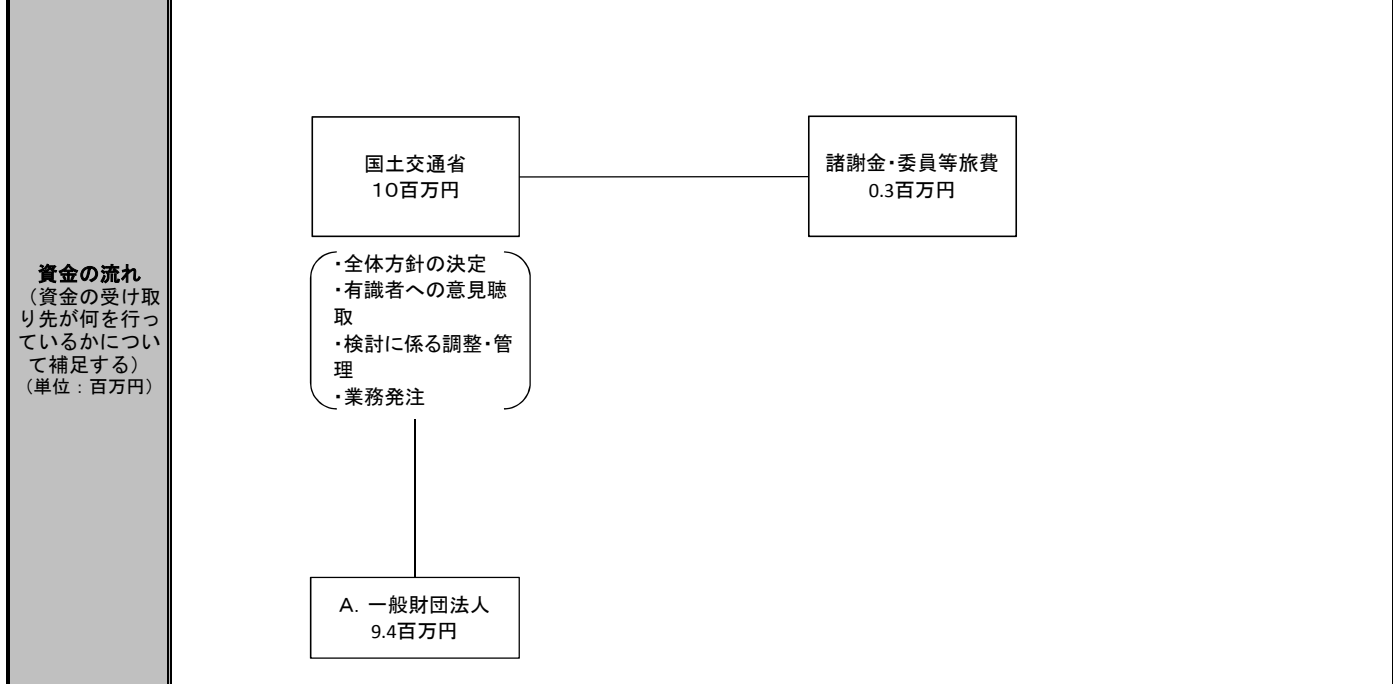 資金の流れ
（資金の受け取
り先が何を行っ
ているかについ
て補足する）
（単位：百万円）
国土交通省
１０百万円
諸謝金・委員等旅費
0.3百万円
・全体方針の決定
・有識者への意見聴
取
・検討に係る調整・管
理
・業務発注
Ａ．一般財団法人
9.4百万円